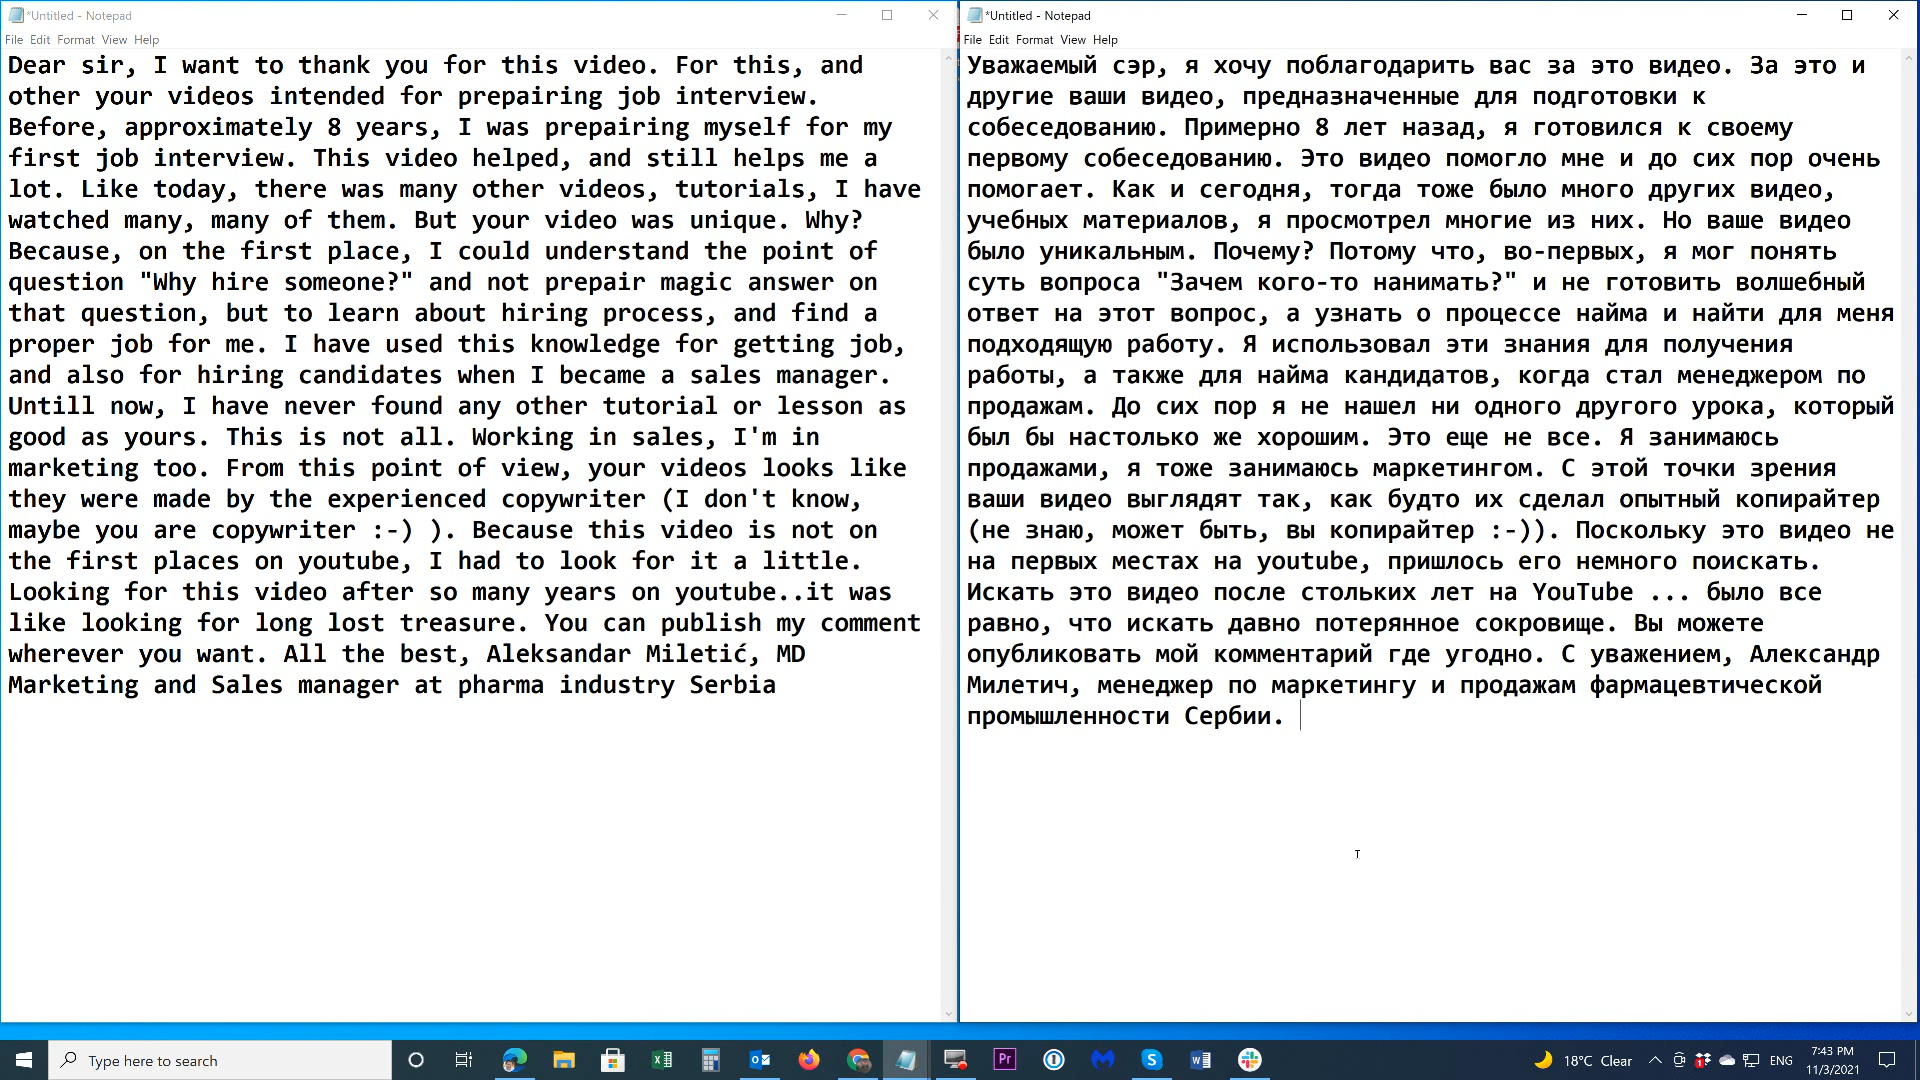 *Untitled - Notepad
File Edit Format View Help
Dear sir, I want to thank you for this video. For this, and
other your videos intended for prepairing job interview.
Before, approximately 8 years, I was prepairing myself for my
first job interview. This video helped, and still helps me a
lot. Like today, there was many other videos, tutorials, I have
watched many, many of them. But your video was unique. Why?
Because, on the first place, I could understand the point of
question "Why hire someone?" and not prepair magic answer on
that question, but to learn about hiring process, and find a
proper job for me. I have used this knowledge for getting job,
and also for hiring candidates when I became a sales manager.
Untill now, I have never found any other tutorial or lesson as
good as yours. This is not all. Working in sales, I'm in
marketing too. From this point of view, your videos looks like
they were made by the experienced copywriter (I don't know,
maybe you are copywriter :-) ). Because this video is not on
the first places on youtube, I had to look for it a little.
Looking for this video after so many years on youtube..it was
like looking for long lost treasure. You can publish my comment
wherever you want. All the best, Aleksandar Miletić, MD
Marketing and Sales manager at pharma industry Serbia
*Untitled - Notepad
File Edit Format View Help
Уважаемый сэр, я хочу поблагодарить вас за это видео. За это и
другие ваши видео, предназначенные для подготовки к
собеседованию. Примерно 8 лет назад, я готовился к своему
первому собеседованию. Это видео помогло мне и до сих пор очень
помогает. Как и сегодня, тогда тоже было много других видео,
учебных материалов, я просмотрел многие из них. Но ваше видео
было уникальным. Почему? Потому что, во-первых, я мог понять
суть вопроса "Зачем кого-то нанимать?" и не готовить волшебный
ответ на этот вопрос, а узнать о процессе найма и найти для меня
подходящую работу. Я использовал эти знания для получения
работы, а также для найма кандидатов, когда стал менеджером по
продажам. До сих пор я не нашел ни одного другого урока, который
был бы настолько же хорошим. Это еще не все. Я занимаюсь
продажами, я тоже занимаюсь маркетингом. С этой точки зрения
ваши видео выглядят так, как будто их сделал опытный копирайтер
(не знаю, может быть, вы копирайтер :-)). Поскольку это видео не
на первых местах на youtube, пришлось его немного поискать.
Искать это видео после стольких лет на YouTube ... было все
равно, что искать давно потерянное сокровище. Вы можете
опубликовать мой комментарий где угодно. С уважением, Александр
Милетич, менеджер по маркетингу и продажам фармацевтической
промышленности Сербии.
Type here to search
18°C Clear
ENG
7:43 PM
11/3/2021